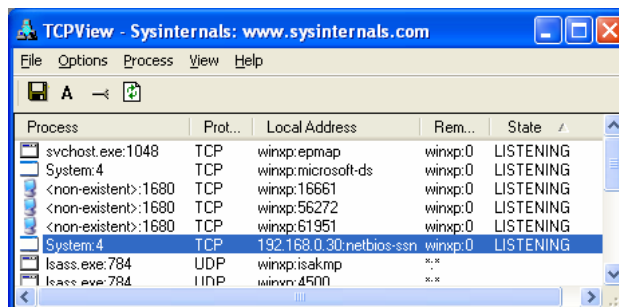 TCPView - Sysinternals: www.sysinternals.com
File Options Process View Help
A
Process Prot... Local Address Rem... State
svchost.exe:1048 TCP winxp:epmap winxp:0 LISTENING
System:4 TCP winxp:microsoft-ds winxp:0 LISTENING
<non-existent>:1680 TCP winxp:16661 winxp:0 LISTENING
<non-existent>:1680 TCP winxp:56272 winxp:0 LISTENING
<non-existent>:1680 TCP winxp:61951 winxp:0 LISTENING
System:4 TCP 192.168.0.30:netbios-ssn winxp:0 LISTENING
lsass.exe:784 UDP winxp:isakmp *:*
lsass.exe:784 UDP winxp:4500 *:*